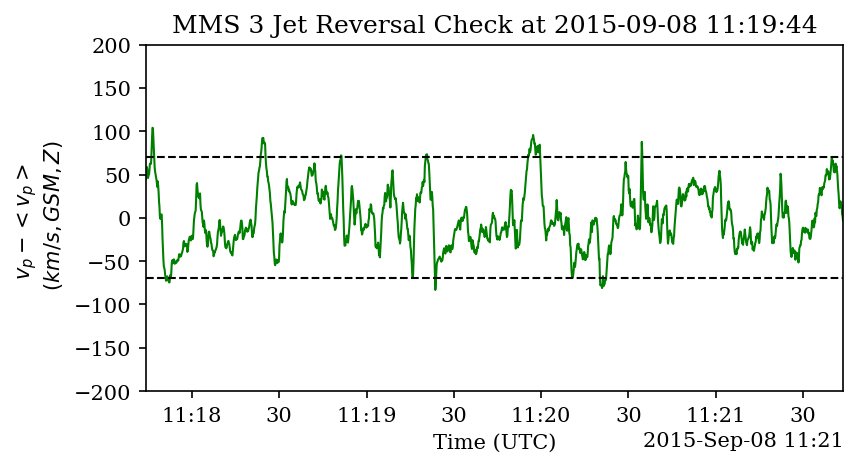 MMS 3 Jet Reversal Check at 2015-09-08 11:19:44
200
150
100
50
0
−50
−100
−150
−200
v_p − < v_p >
(km/s, GSM, Z)
11:18 30 11:19 30 11:20 30 11:21 30
Time (UTC)
2015-Sep-08 11:21